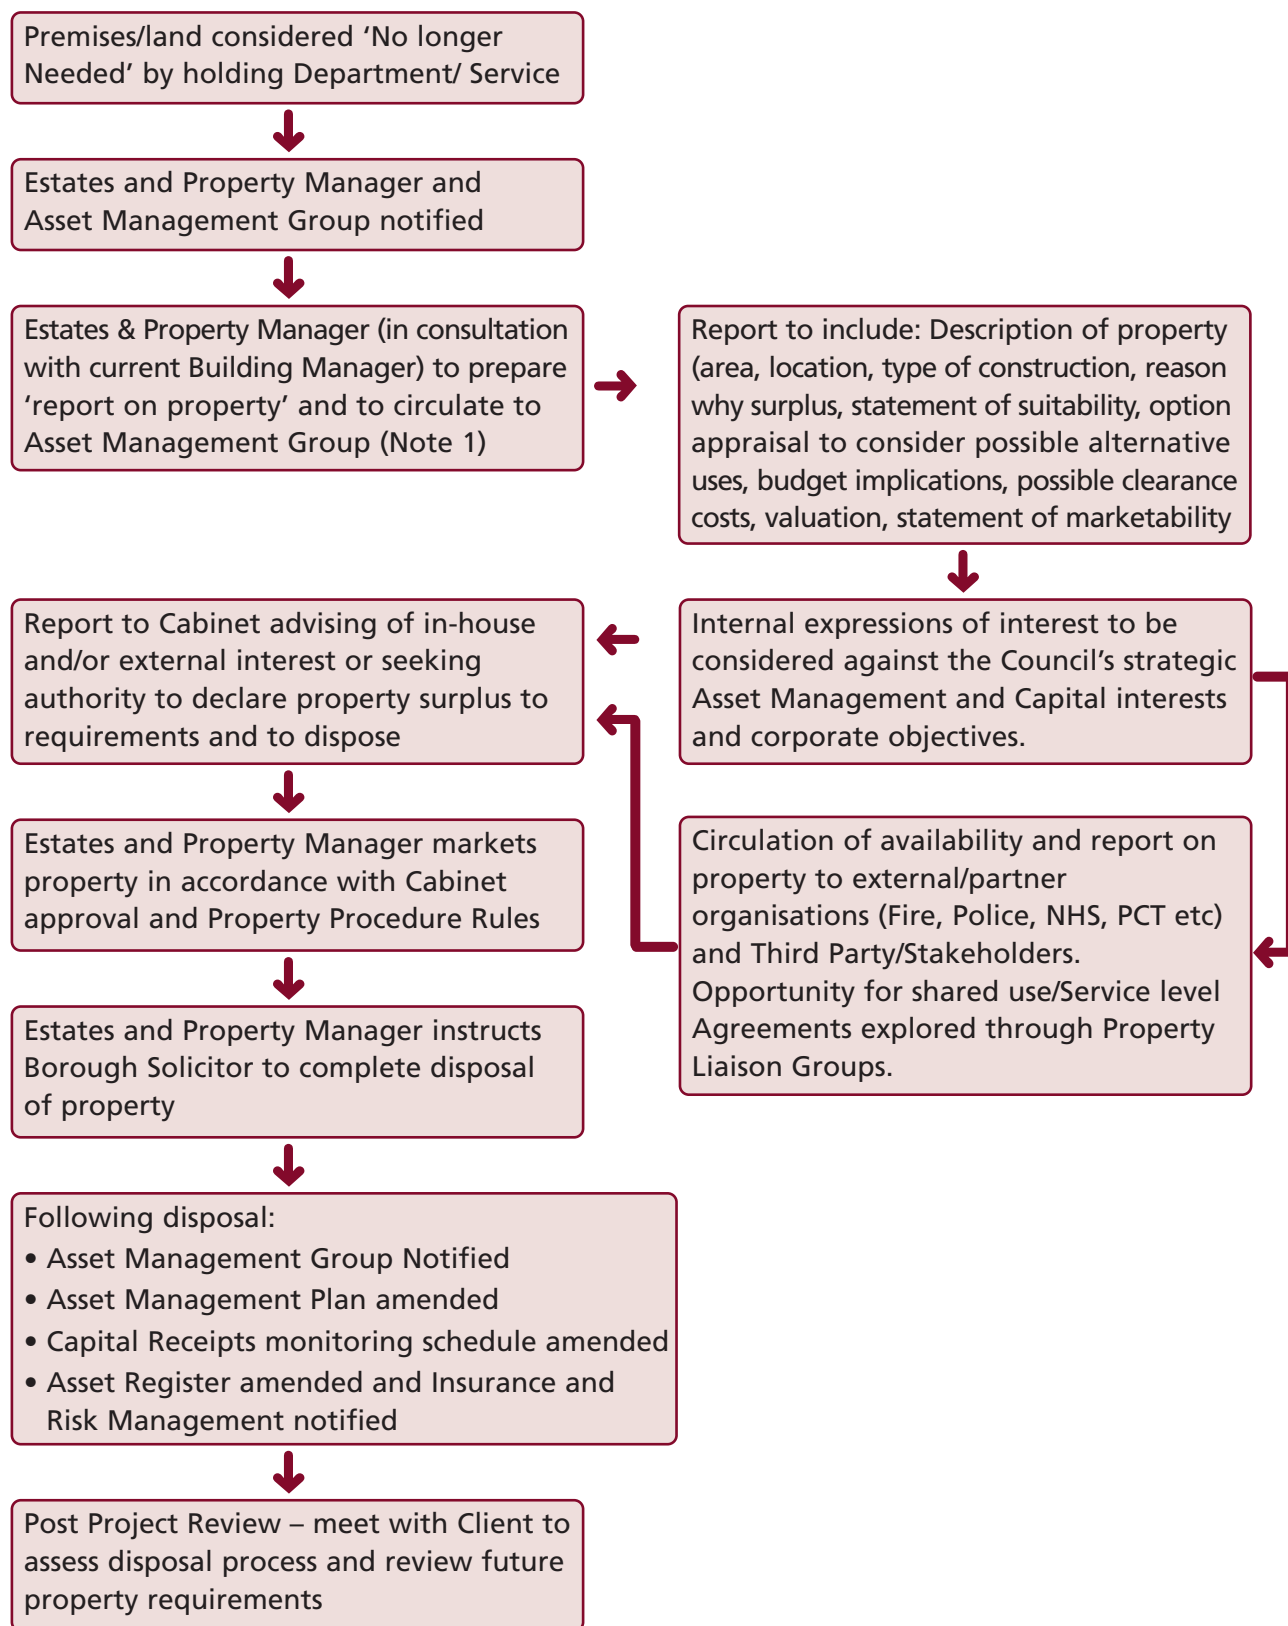 Premises/land considered ‘No longer
Needed’ by holding Department/ Service
Estates and Property Manager and
Asset Management Group notified
Estates & Property Manager (in consultation
with current Building Manager) to prepare
‘report on property’ and to circulate to
Asset Management Group (Note 1)
Report to include: Description of property
(area, location, type of construction, reason
why surplus, statement of suitability, option
appraisal to consider possible alternative
uses, budget implications, possible clearance
costs, valuation, statement of marketability
Internal expressions of interest to be
considered against the Council’s strategic
Asset Management and Capital interests
and corporate objectives.
Circulation of availability and report on
property to external/partner
organisations (Fire, Police, NHS, PCT etc)
and Third Party/Stakeholders.
Opportunity for shared use/Service level
Agreements explored through Property
Liaison Groups.
Report to Cabinet advising of in-house
and/or external interest or seeking
authority to declare property surplus to
requirements and to dispose
Estates and Property Manager markets
property in accordance with Cabinet
approval and Property Procedure Rules
Estates and Property Manager instructs
Borough Solicitor to complete disposal
of property
Following disposal:
• Asset Management Group Notified
• Asset Management Plan amended
• Capital Receipts monitoring schedule amended
• Asset Register amended and Insurance and
Risk Management notified
Post Project Review – meet with Client to
assess disposal process and review future
property requirements